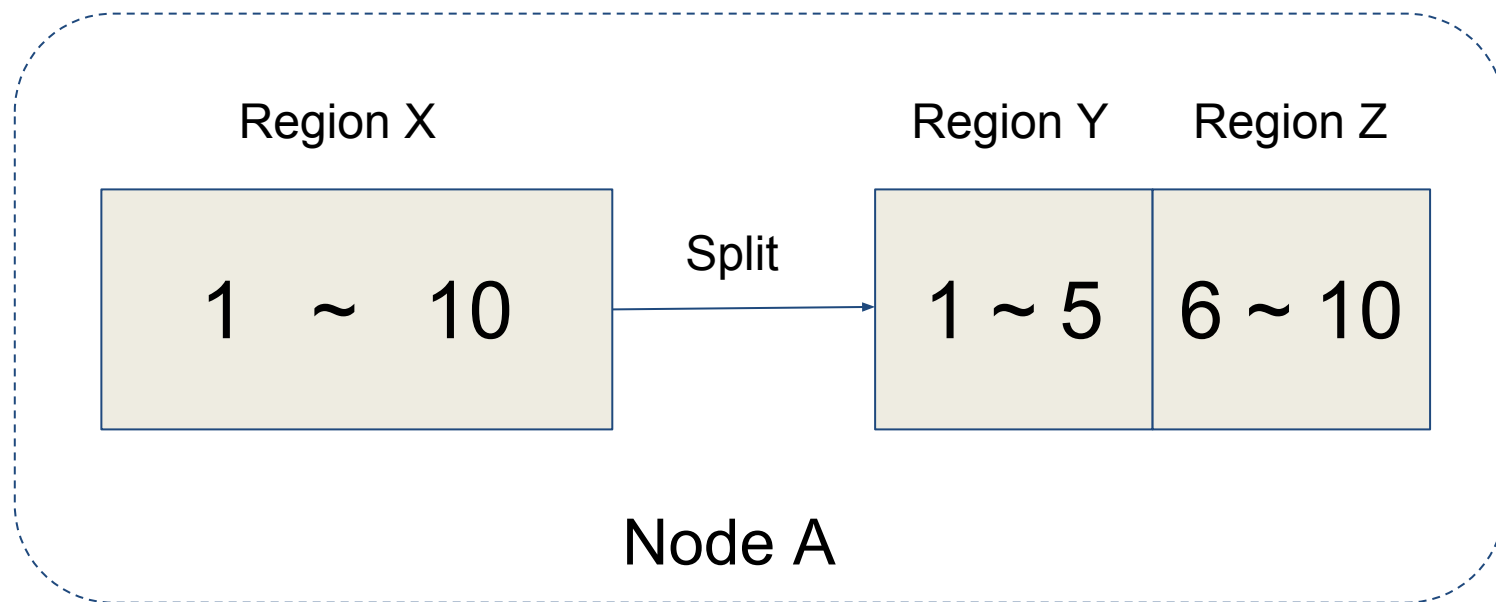 Region X
Region Y
Region Z
Split
1 ~ 10
1 ~ 5
6 ~ 10
Node A